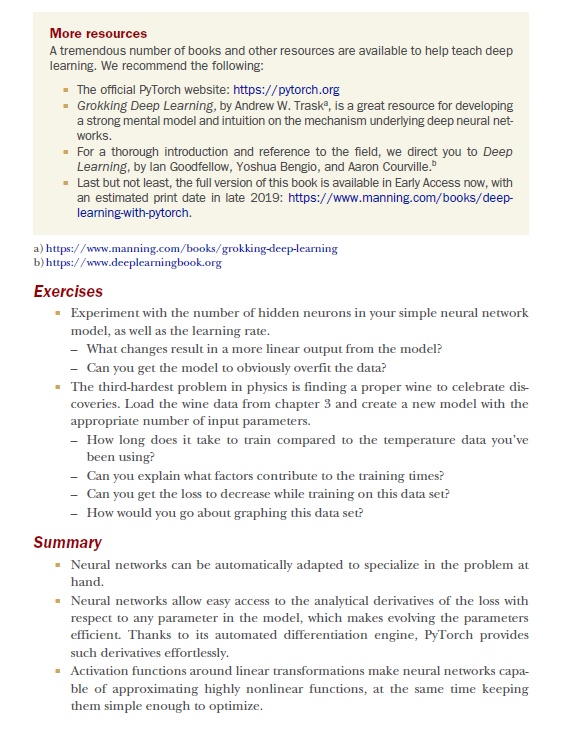 More resources
A tremendous number of books and other resources are available to help teach deep
learning. We recommend the following:
▪ The official PyTorch website: https://pytorch.org
▪ Grokking Deep Learning, by Andrew W. Traskª, is a great resource for developing
a strong mental model and intuition on the mechanism underlying deep neural net-
works.
▪ For a thorough introduction and reference to the field, we direct you to Deep
Learning, by Ian Goodfellow, Yoshua Bengio, and Aaron Courville.ᵇ
▪ Last but not least, the full version of this book is available in Early Access now, with
an estimated print date in late 2019: https://www.manning.com/books/deep-
learning-with-pytorch.
a) https://www.manning.com/books/grokking-deep-learning
b) https://www.deeplearningbook.org
Exercises
▪ Experiment with the number of hidden neurons in your simple neural network
model, as well as the learning rate.
– What changes result in a more linear output from the model?
– Can you get the model to obviously overfit the data?
▪ The third-hardest problem in physics is finding a proper wine to celebrate dis-
coveries. Load the wine data from chapter 3 and create a new model with the
appropriate number of input parameters.
– How long does it take to train compared to the temperature data you’ve
been using?
– Can you explain what factors contribute to the training times?
– Can you get the loss to decrease while training on this data set?
– How would you go about graphing this data set?
Summary
▪ Neural networks can be automatically adapted to specialize in the problem at
hand.
▪ Neural networks allow easy access to the analytical derivatives of the loss with
respect to any parameter in the model, which makes evolving the parameters
efficient. Thanks to its automated differentiation engine, PyTorch provides
such derivatives effortlessly.
▪ Activation functions around linear transformations make neural networks capa-
ble of approximating highly nonlinear functions, at the same time keeping
them simple enough to optimize.